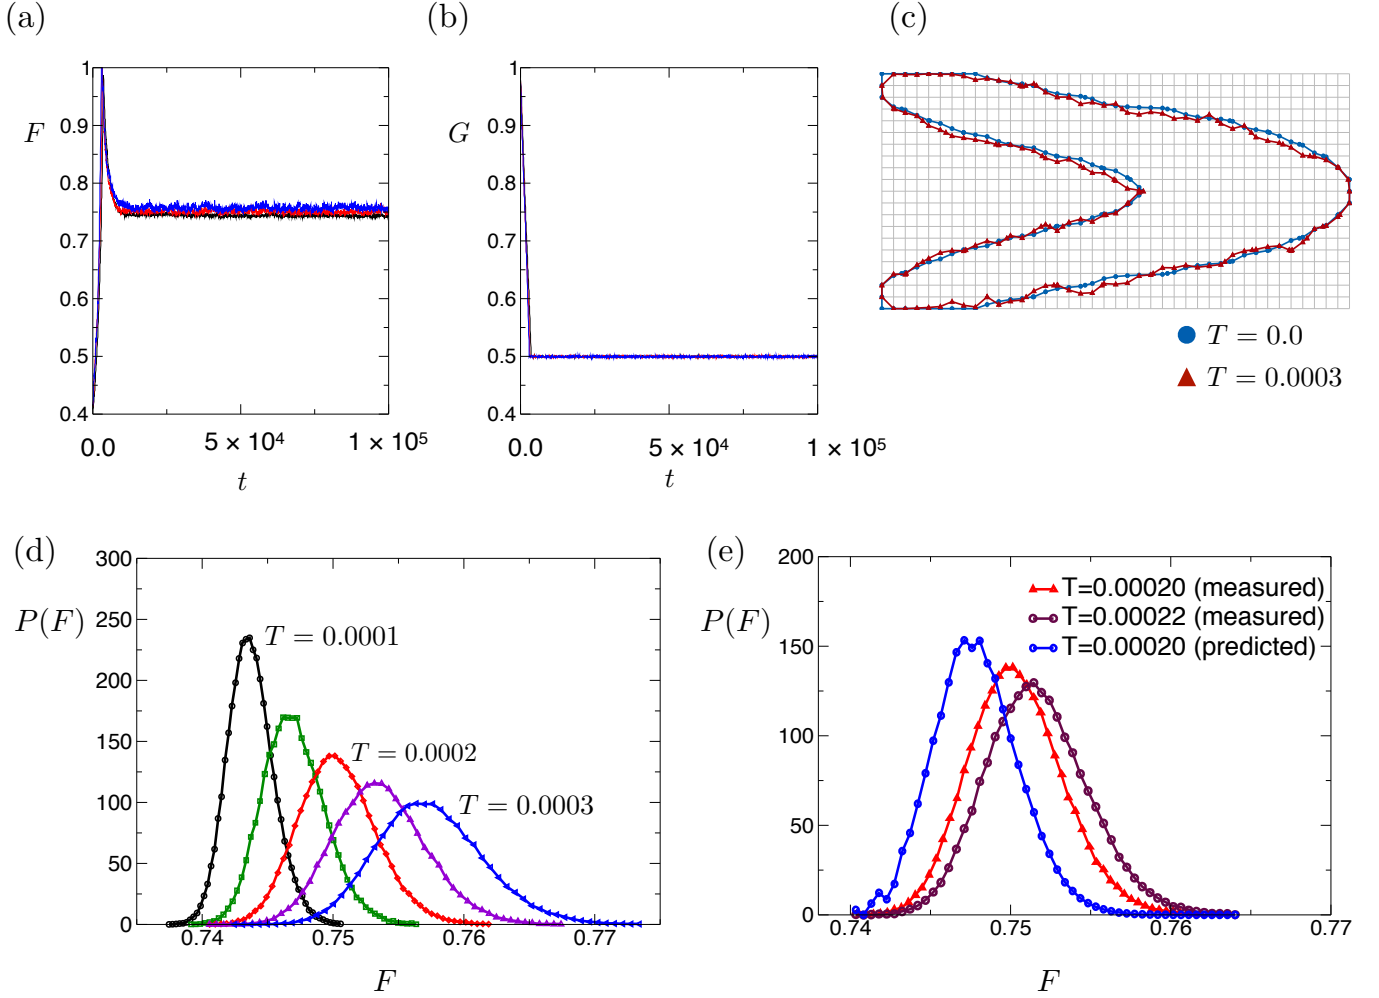 (a)
F
1
0.9
0.8
0.7
0.6
0.5
0.4
0.0
5 × 10⁴
1 × 10⁵
t
(b)
G
1
0.9
0.8
0.7
0.6
0.5
0.4
0.0
5 × 10⁴
1 × 10⁵
t
(c)
T = 0.0
T = 0.0003
(d)
P(F)
300
250
200
150
100
50
0
T = 0.0001
T = 0.0002
T = 0.0003
0.74
0.75
0.76
0.77
F
(e)
P(F)
200
150
100
50
0
T=0.00020 (measured)
T=0.00022 (measured)
T=0.00020 (predicted)
0.74
0.75
0.76
0.77
F